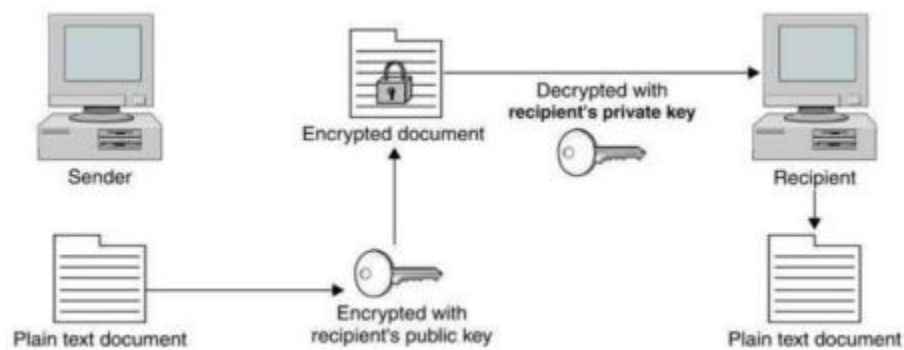 Sender
Encrypted document
Decrypted with
recipient's private key
Recipient
Plain text document
Encrypted with
recipient's public key
Plain text document